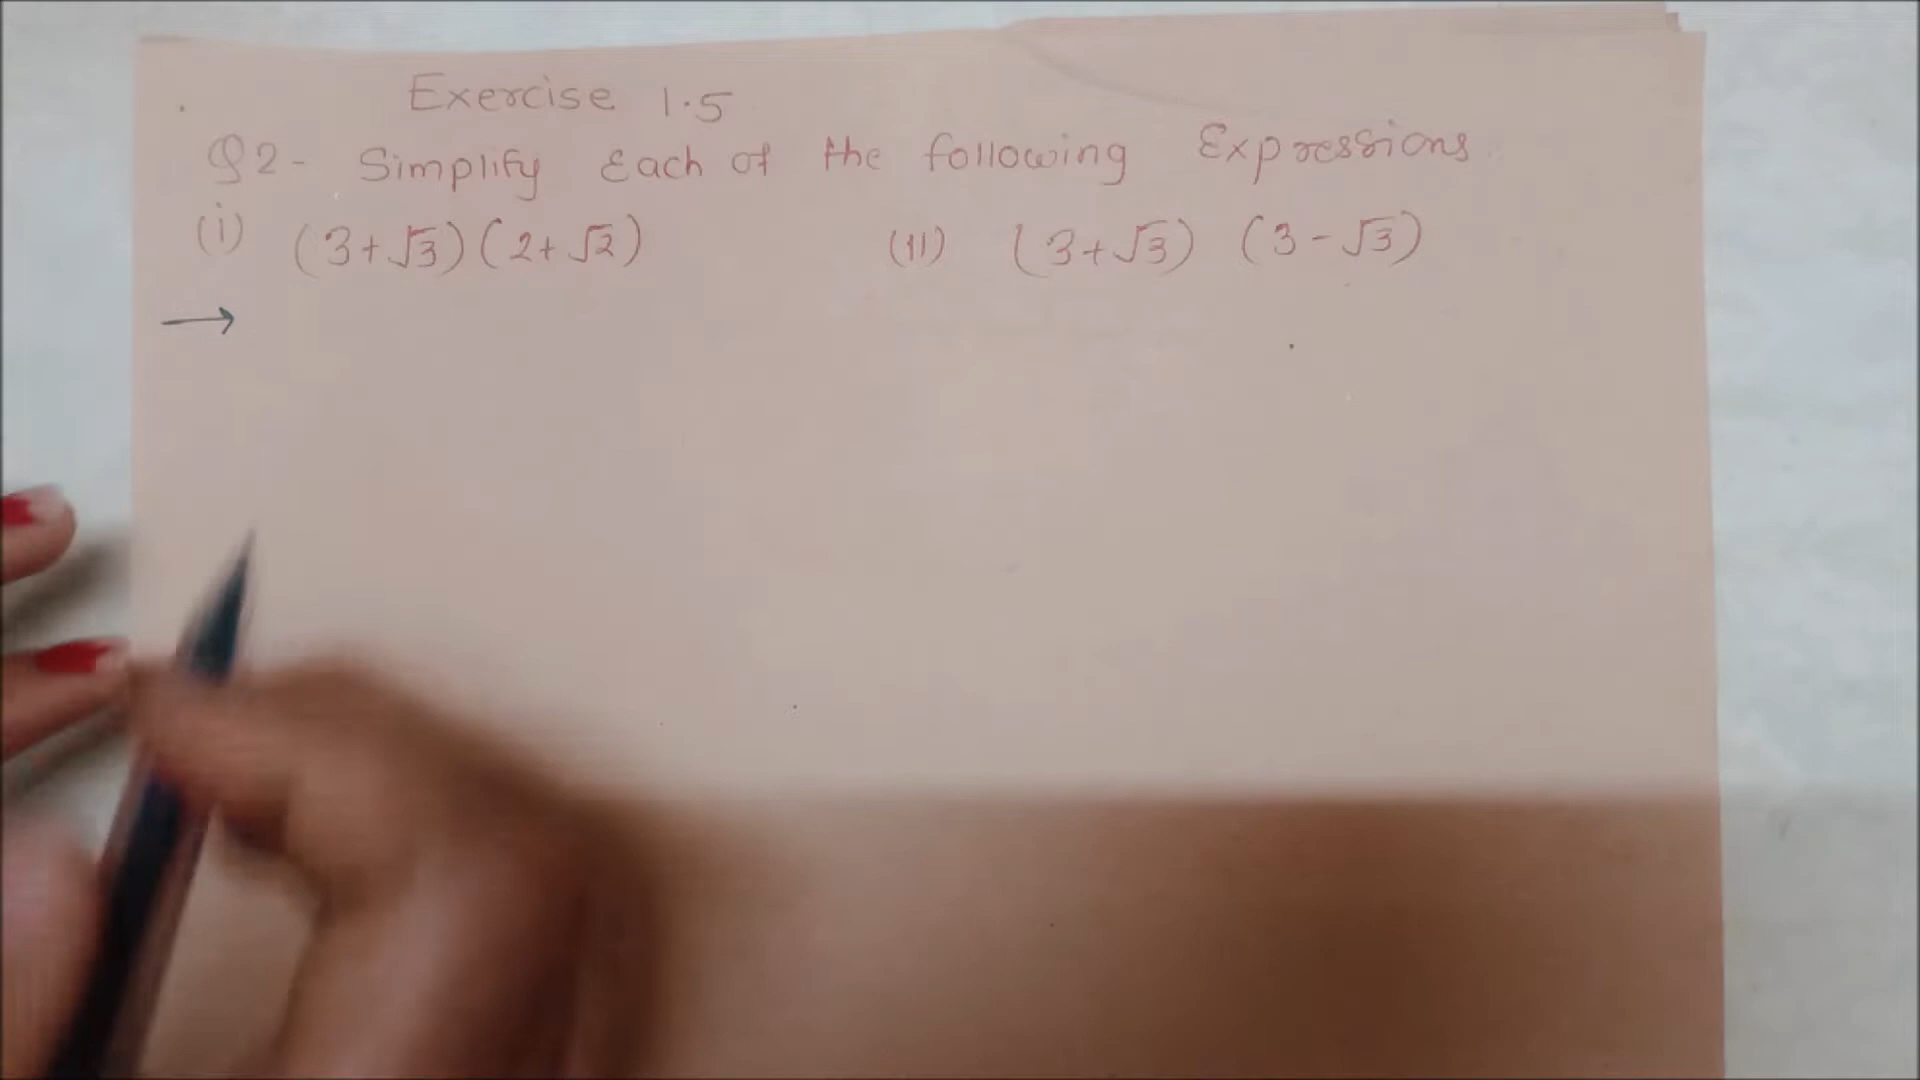 Exercise 1.5
Q2- Simplify Each of the following Expressions
(i) (3+√3)(2+√2) (ii) (3+√3) (3-√3)
→